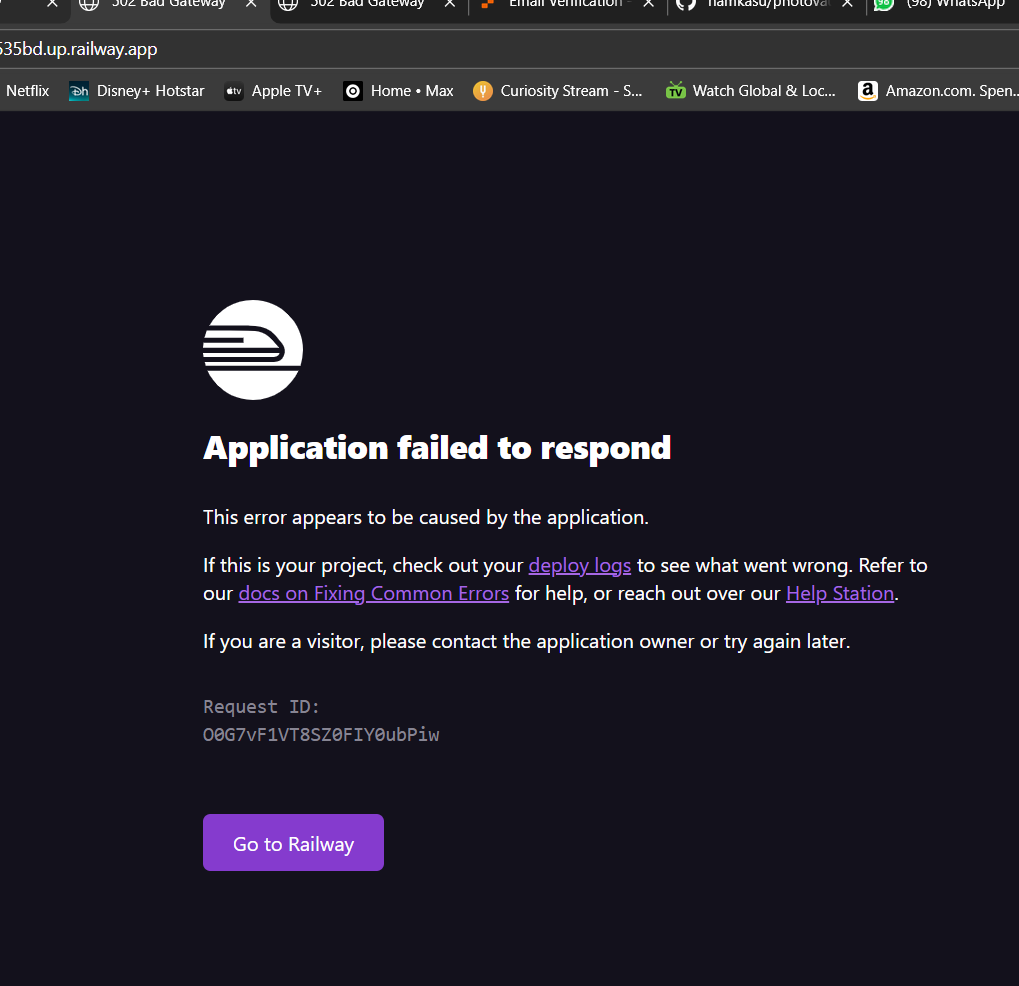 502 Bad Gateway
502 Bad Gateway
Email Verification -
(98) WhatsApp
535bd.up.railway.app
Netflix
Disney+ Hotstar
Apple TV+
Home • Max
Curiosity Stream - S...
Watch Global & Loc...
Amazon.com. Spen...
Application failed to respond
This error appears to be caused by the application.
If this is your project, check out your deploy logs to see what went wrong. Refer to
our docs on Fixing Common Errors for help, or reach out over our Help Station.
If you are a visitor, please contact the application owner or try again later.
Request ID:
O0G7vF1VT8SZ0FIY0ubPiw
Go to Railway